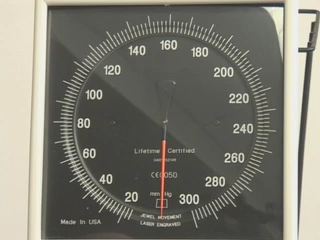 160
140 180
120 200
100 220
80 240
60 260
40 280
20 300
Lifetime Certified
CE0050
mm Hg
JEWEL MOVEMENT
LASER ENGRAVED
Made In USA